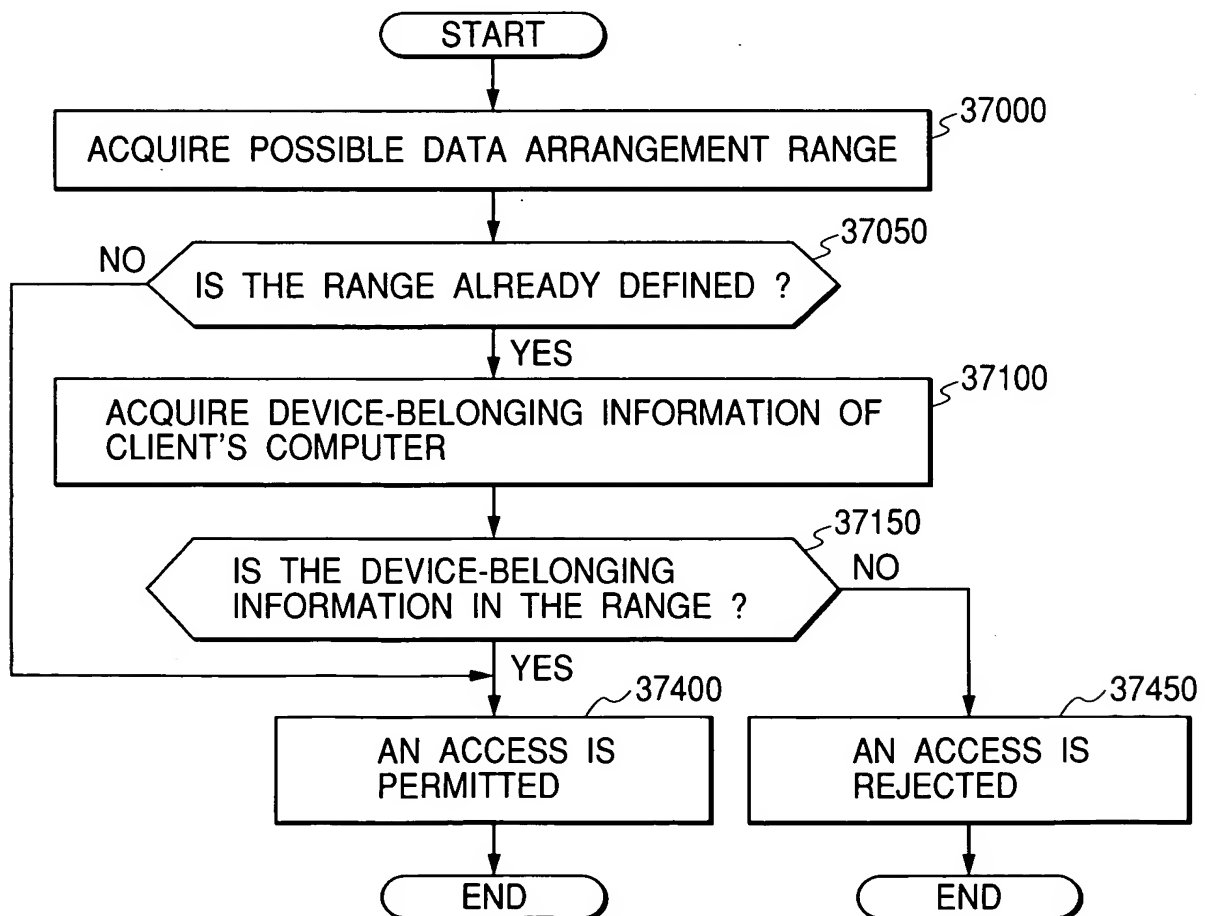 START
37000
ACQUIRE POSSIBLE DATA ARRANGEMENT RANGE
37050
NO
IS THE RANGE ALREADY DEFINED ?
YES
37100
ACQUIRE DEVICE-BELONGING INFORMATION OF
CLIENT'S COMPUTER
37150
IS THE DEVICE-BELONGING
INFORMATION IN THE RANGE ?
NO
YES
37400
AN ACCESS IS
PERMITTED
37450
AN ACCESS IS
REJECTED
END
END